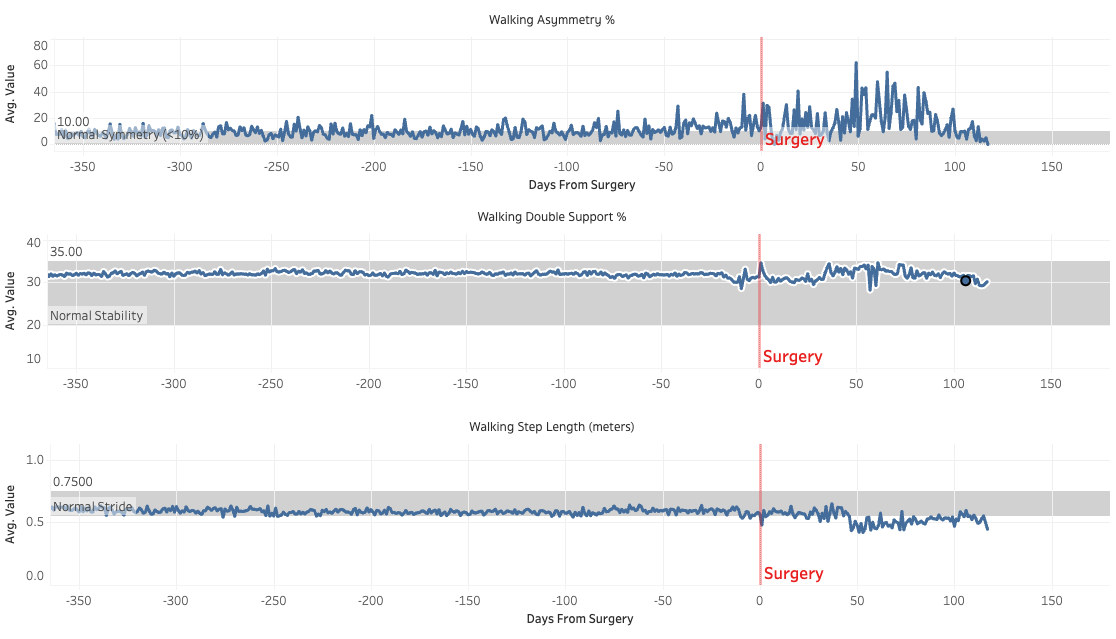 Walking Asymmetry %
Avg. Value
80
60
40
20
0
10.00
Normal Symmetry (<10%)
Surgery
-350 -300 -250 -200 -150 -100 -50 0 50 100 150
Days From Surgery
Walking Double Support %
Avg. Value
40
30
20
10
35.00
Normal Stability
Surgery
-350 -300 -250 -200 -150 -100 -50 0 50 100 150
Walking Step Length (meters)
Avg. Value
1.0
0.5
0.0
0.7500
Normal Stride
Surgery
-350 -300 -250 -200 -150 -100 -50 0 50 100 150
Days From Surgery